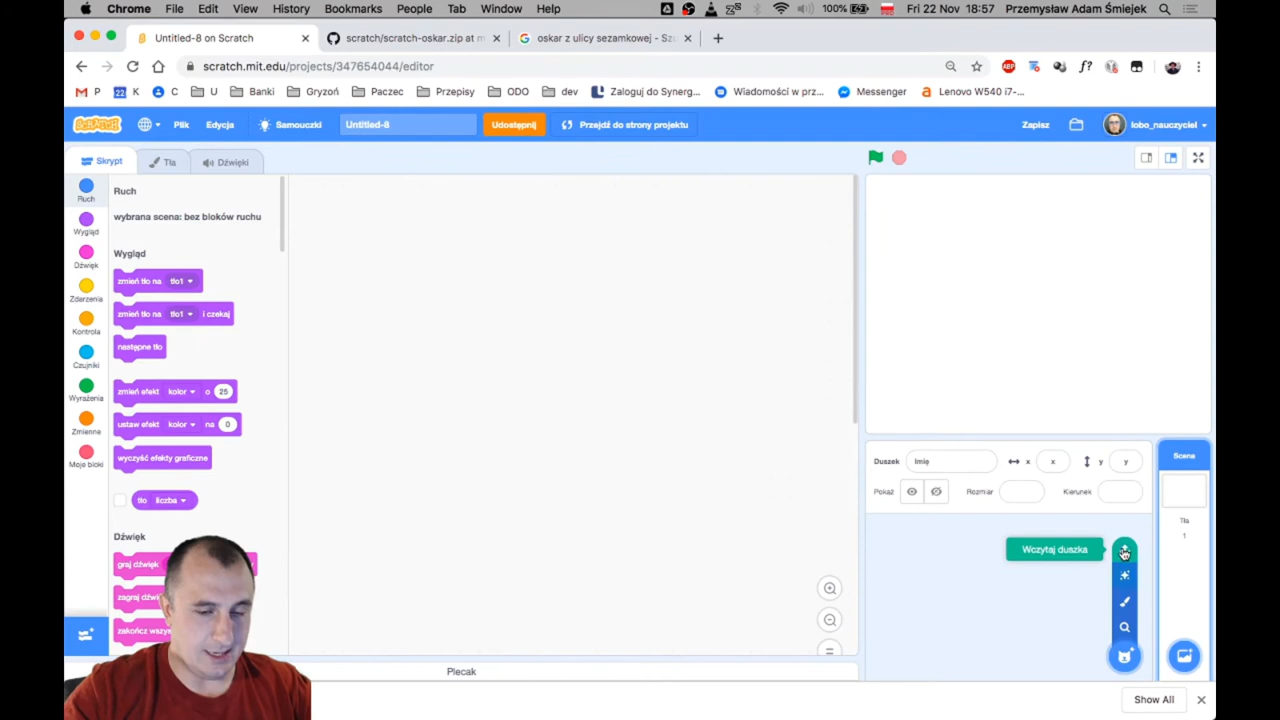 Chrome File Edit View History Bookmarks People Tab Window Help 100% Fri 22 Nov 18:57 Przemysław Adam Śmiejek
Untitled-8 on Scratch scratch/scratch-oskar.zip at m oskar z ulicy sezamkowej - Szu
scratch.mit.edu/projects/347654044/editor
P K C U Banki Gryzoń Paczec Przepisy ODO dev Zaloguj do Synerg... Wiadomości w prz... Messenger Lenovo W540 i7-...
SCRATCH Plik Edycja Samouczki Untitled-8 Udostępnij Przejdź do strony projektu Zapisz lobo_nauczyciel
Skrypt Tła Dźwięki
Ruch
Wygląd
Dźwięk
Zdarzenia
Kontrola
Czujniki
Wyrażenia
Zmienne
Moje bloki
Ruch
wybrana scena: bez bloków ruchu
Wygląd
zmień tło na tło1
zmień tło na tło1 i czekaj
następne tło
zmień efekt kolor o 25
ustaw efekt kolor na 0
wyczyść efekty graficzne
tło liczba
Dźwięk
graj dźwięk
zagraj dźwi
zakończ wszys
Plecak
Duszek Imię x x y y
Pokaż Rozmiar Kierunek
Wczytaj duszka
Scena
Tła
1
Show All